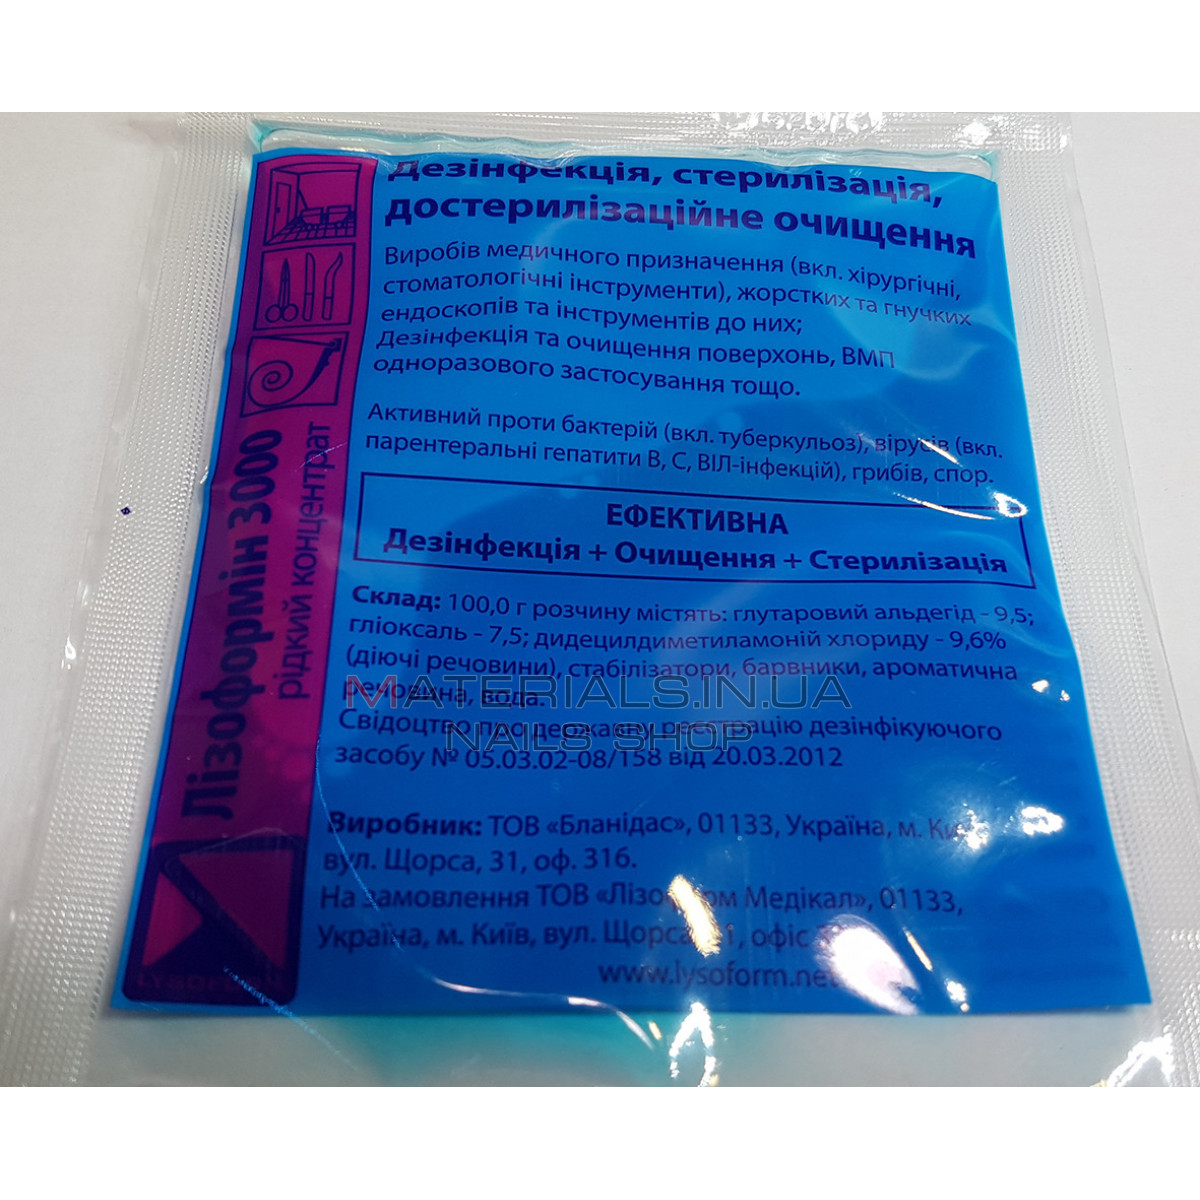 Дезінфекція, стерилізація,
достерилізаційне очищення
Виробів медичного призначення (вкл. хірургічні,
стоматологічні інструменти), жорстких та гнучких
ендоскопів та інструментів до них;
Дезінфекція та очищення поверхонь, ВМП
одноразового застосування тощо.
Активний проти бактерій (вкл. туберкульоз), вірусів (вкл.
парентеральні гепатити В, С, ВІЛ-інфекцій), грибів, спор.
ЕФЕКТИВНА
Дезінфекція + Очищення + Стерилізація
Склад: 100,0 г розчину містять: глутаровий альдегід - 9,5;
гліоксаль - 7,5; дидецилдиметиламоній хлориду - 9,6%
(діючі речовини), стабілізатори, барвники, ароматична
речовина, вода.
Свідоцтво про державну реєстрацію дезінфікуючого
засобу № 05.03.02-08/158 від 20.03.2012
Виробник: ТОВ «Бланідас», 01133, Україна, м.
вул. Щорса, 31, оф. 316.
На замовлення ТОВ Медікал», 01133,
Україна, м. Київ, вул. офіс
www.lysoform.net
Лізоформін 3000
рідкий концентрат
MATERIALS.IN.UA
NAILS SHOP